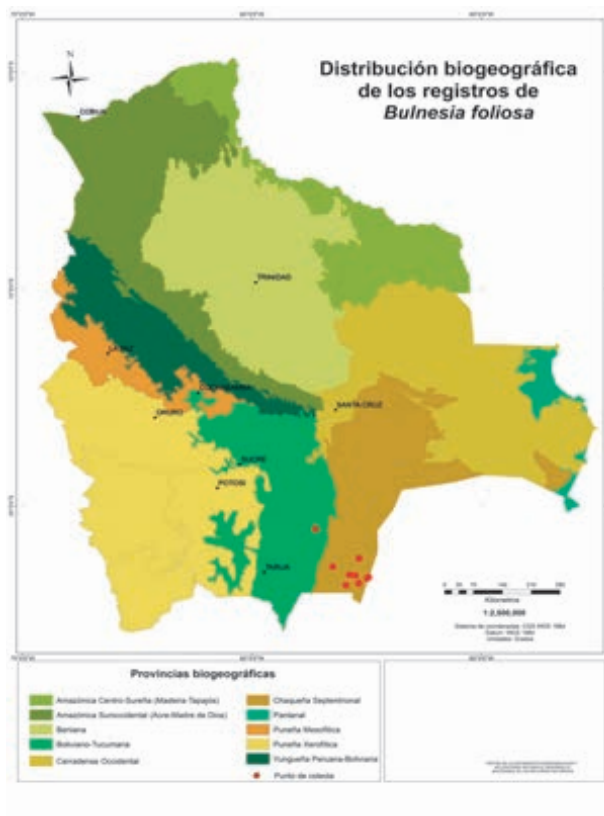 Distribución biogeográfica
de los registros de
Bulnesia foliosa
N
COBIJA
TRINIDAD
LA PAZ
COCHABAMBA
ORURO
SANTA CRUZ
SUCRE
POTOSI
TARIJA
Kilometros
1:2,500,000
Provincias biogeográficas
Amazónica Centro-Sureña (Madeira-Tapajós)
Amazónica Suroccidental (Acre-Madre de Dios)
Beniana
Boliviano-Tucumana
Cerradense Occidental
Chaqueña Septentrional
Pantanal
Puneña Mesofítica
Puneña Xerofítica
Yungueña Peruano-Boliviana
Punto de colecta